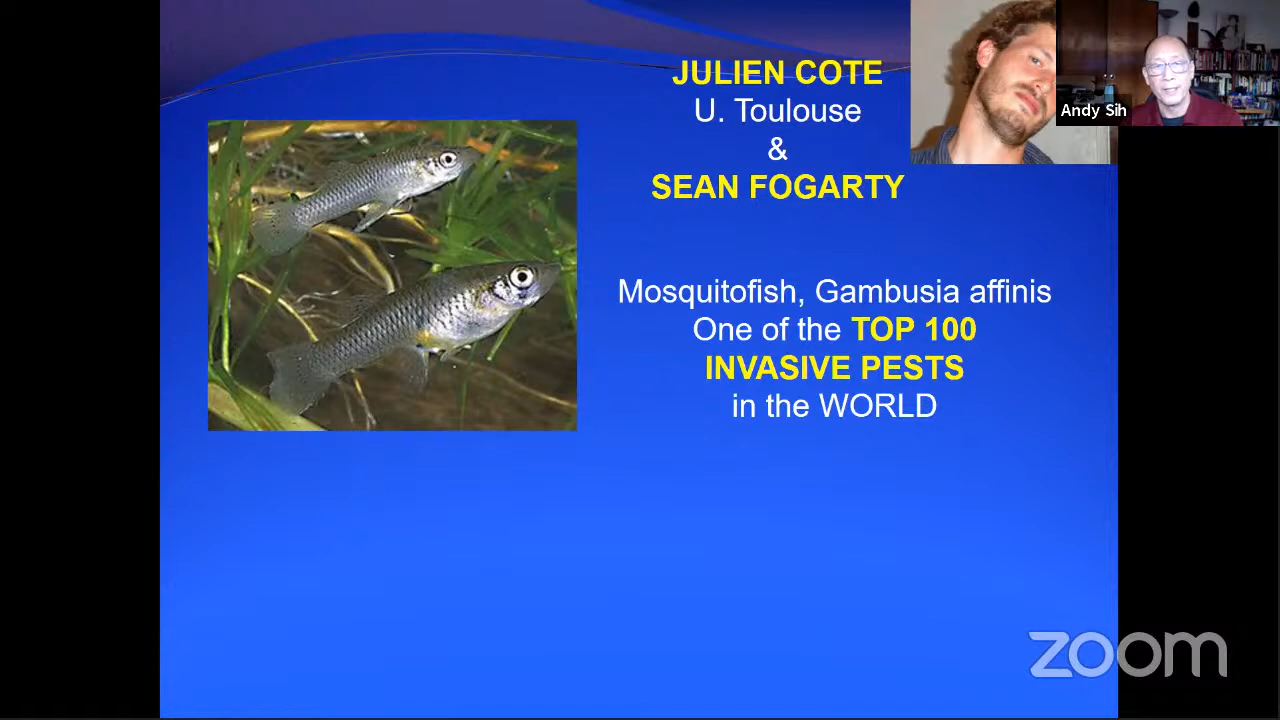 JULIEN COTE
U. Toulouse
&
SEAN FOGARTY
Andy Sih
Mosquitofish, Gambusia affinis
One of the TOP 100
INVASIVE PESTS
in the WORLD
zoom